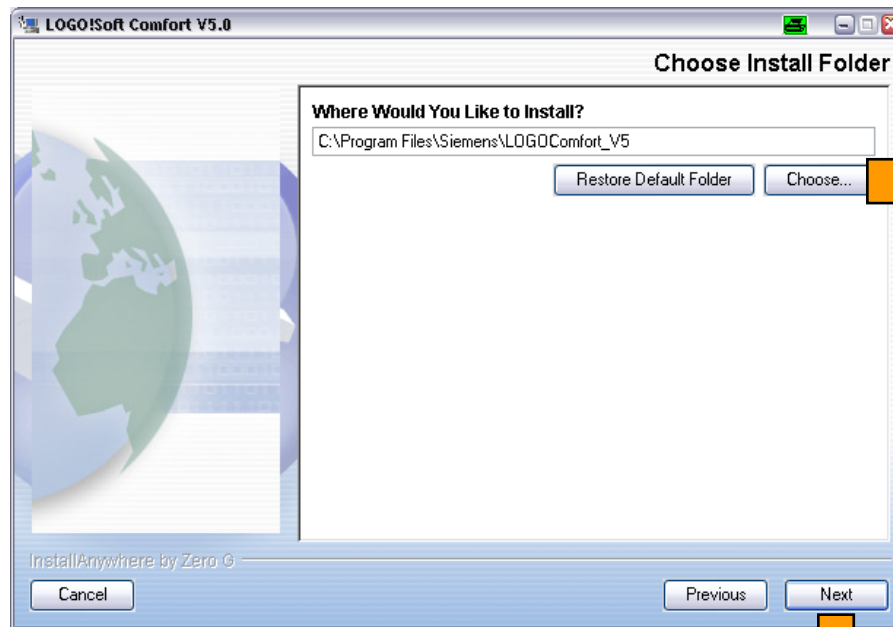 LOGO!Soft Comfort V5.0
Choose Install Folder
Where Would You Like to Install?
C:\Program Files\Siemens\LOGOComfort_V5
Restore Default Folder
Choose...
InstallAnywhere by Zero G
Cancel
Previous
Next